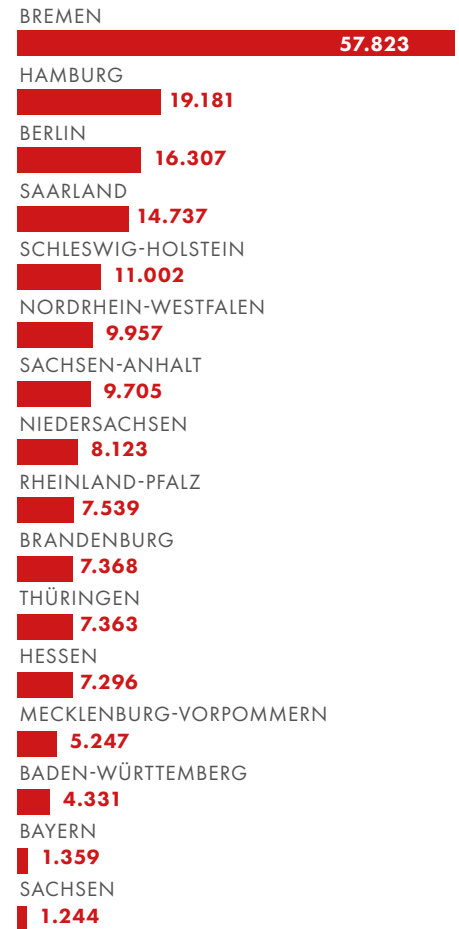 BREMEN
57.823
HAMBURG
19.181
BERLIN
16.307
SAARLAND
14.737
SCHLESWIG-HOLSTEIN
11.002
NORDRHEIN-WESTFALEN
9.957
SACHSEN-ANHALT
9.705
NIEDERSACHSEN
8.123
RHEINLAND-PFALZ
7.539
BRANDENBURG
7.368
THÜRINGEN
7.363
HESSEN
7.296
MECKLENBURG-VORPOMMERN
5.247
BADEN-WÜRTTEMBERG
4.331
BAYERN
1.359
SACHSEN
1.244